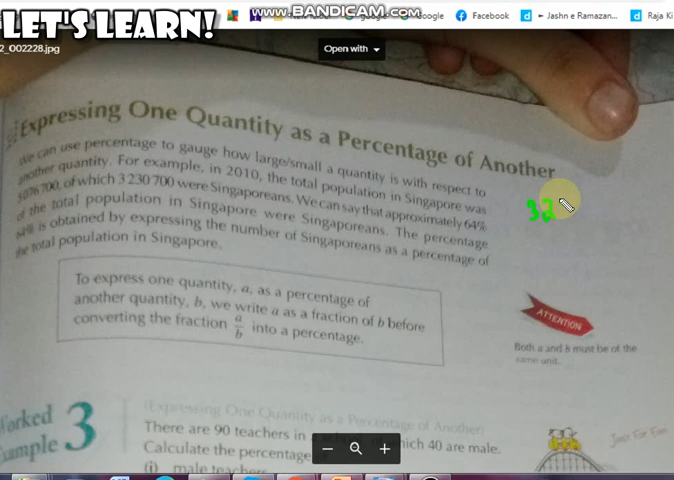 LET'S LEARN!
www.BANDICAM.com
Google
Facebook
Jashn e Ramazan...
Raja Ki
2_002228.jpg
Open with
Expressing One Quantity as a Percentage of Another
We can use percentage to gauge how large/small a quantity is with respect to
another quantity. For example, in 2010, the total population in Singapore was
5 076 700, of which 3 230 700 were Singaporeans. We can say that approximately 64%
of the total population in Singapore were Singaporeans. The percentage
64% is obtained by expressing the number of Singaporeans as a percentage of
the total population in Singapore.
32
To express one quantity, a, as a percentage of
another quantity, b, we write a as a fraction of b before
converting the fraction a/b into a percentage.
ATTENTION
Both a and b must be of the
same unit.
Worked
Example 3
(Expressing One Quantity as a Percentage of Another)
There are 90 teachers in a which 40 are male.
Calculate the percentage
(i) male teachers
Just For Fun